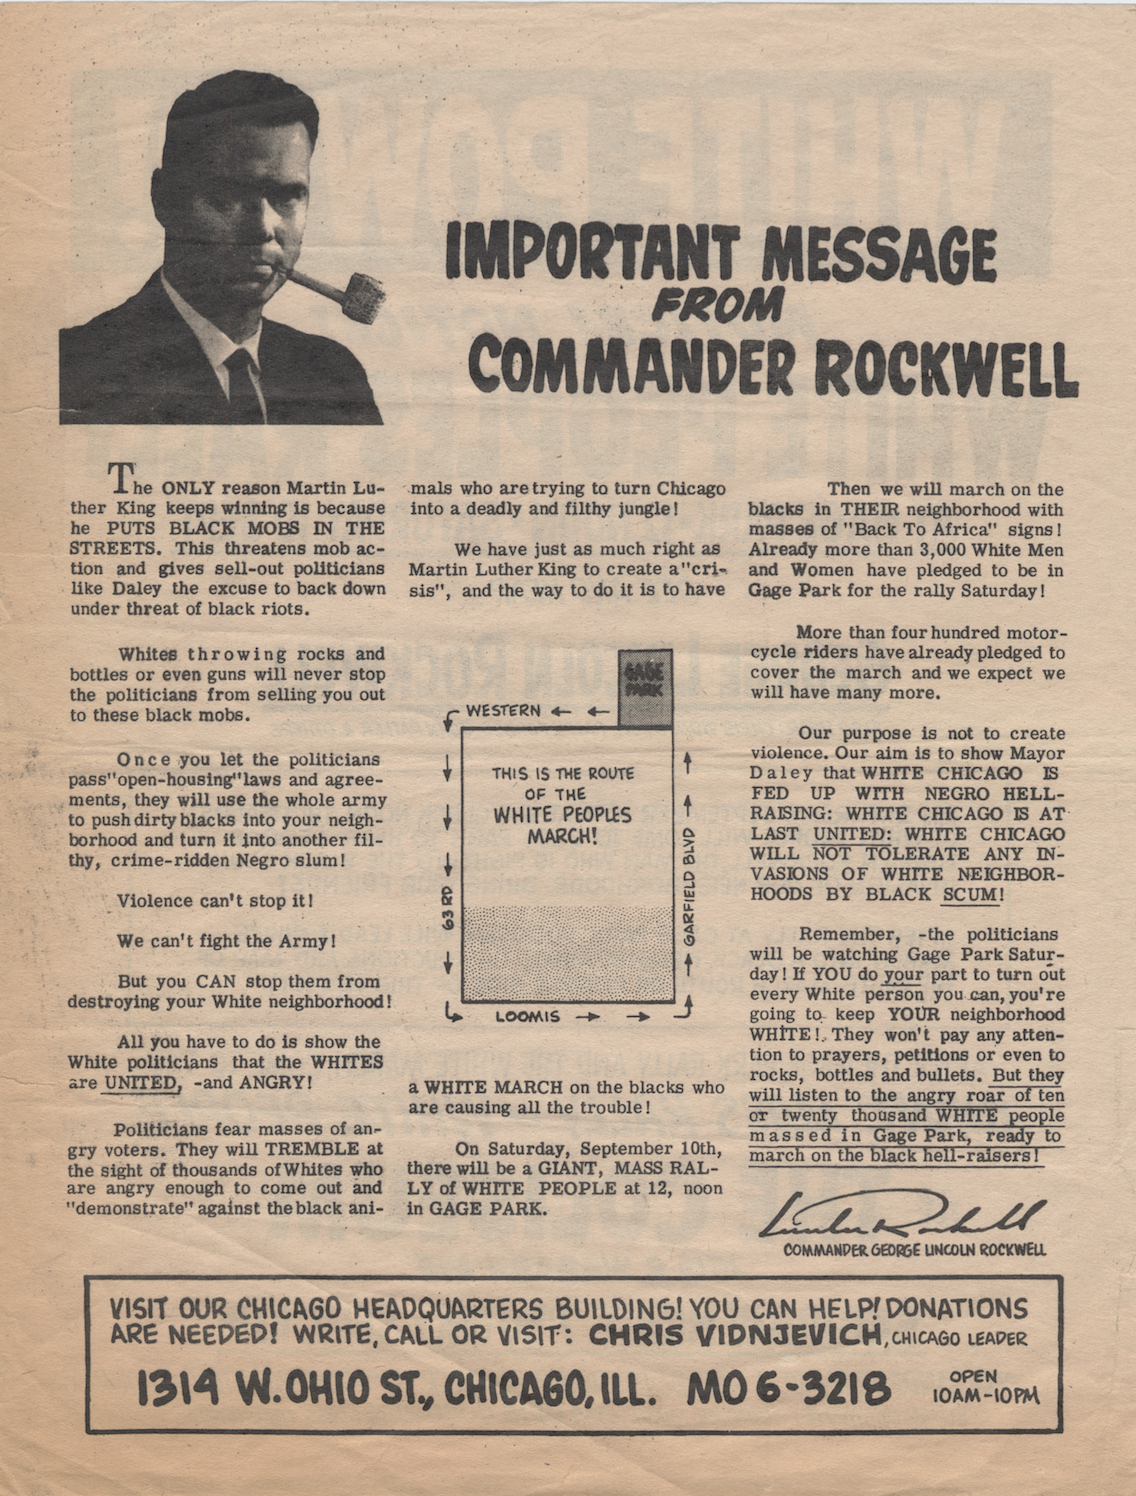 IMPORTANT MESSAGE
FROM
COMMANDER ROCKWELL
The ONLY reason Martin Lu-
ther King keeps winning is because
he PUTS BLACK MOBS IN THE
STREETS. This threatens mob ac-
tion and gives sell-out politicians
like Daley the excuse to back down
under threat of black riots.
Whites throwing rocks and
bottles or even guns will never stop
the politicians from selling you out
to these black mobs.
Once you let the politicians
pass"open-housing"laws and agree-
ments, they will use the whole army
to push dirty blacks into your neigh-
borhood and turn it into another fil-
thy, crime-ridden Negro slum!
Violence can't stop it!
We can't fight the Army!
But you CAN stop them from
destroying your White neighborhood!
All you have to do is show the
White politicians that the WHITES
are UNITED, -and ANGRY!
Politicians fear masses of an-
gry voters. They will TREMBLE at
the sight of thousands of Whites who
are angry enough to come out and
"demonstrate" against the black ani-
mals who are trying to turn Chicago
into a deadly and filthy jungle!
We have just as much right as
Martin Luther King to create a "cri-
sis", and the way to do it is to have
GAGE
PARK
WESTERN ← ←
THIS IS THE ROUTE
OF THE
WHITE PEOPLES
MARCH!
63 RD
GARFIELD BLVD
LOOMIS → →
a WHITE MARCH on the blacks who
are causing all the trouble!
On Saturday, September 10th,
there will be a GIANT, MASS RAL-
LY of WHITE PEOPLE at 12, noon
in GAGE PARK.
Then we will march on the
blacks in THEIR neighborhood with
masses of "Back To Africa" signs!
Already more than 3,000 White Men
and Women have pledged to be in
Gage Park for the rally Saturday!
More than four hundred motor-
cycle riders have already pledged to
cover the march and we expect we
will have many more.
Our purpose is not to create
violence. Our aim is to show Mayor
Daley that WHITE CHICAGO IS
FED UP WITH NEGRO HELL-
RAISING: WHITE CHICAGO IS AT
LAST UNITED: WHITE CHICAGO
WILL NOT TOLERATE ANY IN-
VASIONS OF WHITE NEIGHBOR-
HOODS BY BLACK SCUM!
Remember, -the politicians
will be watching Gage Park Satur-
day! If YOU do your part to turn out
every White person you can, you're
going to keep YOUR neighborhood
WHITE! They won't pay any atten-
tion to prayers, petitions or even to
rocks, bottles and bullets. But they
will listen to the angry roar of ten
or twenty thousand WHITE people
massed in Gage Park, ready to
march on the black hell-raisers!
Lincoln Rockwell
COMMANDER GEORGE LINCOLN ROCKWELL
VISIT OUR CHICAGO HEADQUARTERS BUILDING! YOU CAN HELP! DONATIONS
ARE NEEDED! WRITE, CALL OR VISIT: CHRIS VIDNJEVICH, CHICAGO LEADER
1314 W. OHIO ST., CHICAGO, ILL. MO 6-3218 OPEN
10AM-10PM